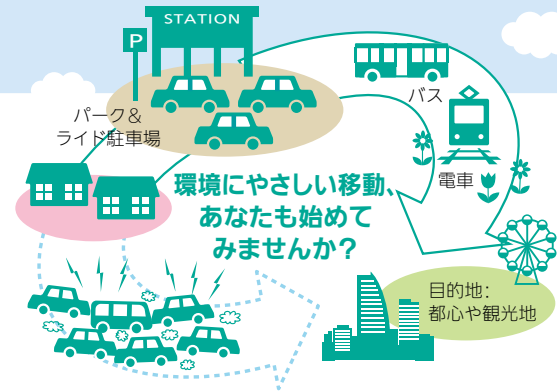 STATION
P
パーク&
ライド駐車場
バス
電車
環境にやさしい移動、
あなたも始めて
みませんか?
目的地:
都心や観光地